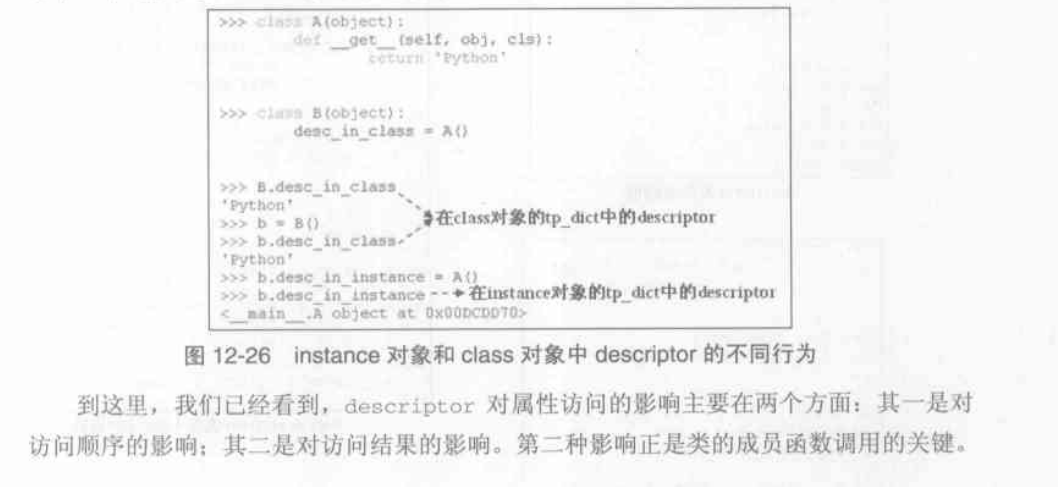 >>> class A(object):
def __get__(self, obj, cls):
return 'Python'
>>> class B(object):
desc_in_class = A()
>>> B.desc_in_class
'Python'
>>> b = B()
在class对象的tp_dict中的descriptor
>>> b.desc_in_class
'Python'
>>> b.desc_in_instance = A()
>>> b.desc_in_instance 在instance对象的tp_dict中的descriptor
<__main__.A object at 0x00DCDD70>
图 12-26 instance 对象和 class 对象中 descriptor 的不同行为
到这里，我们已经看到，descriptor 对属性访问的影响主要在两个方面：其一是对
访问顺序的影响；其二是对访问结果的影响。第二种影响正是类的成员函数调用的关键。